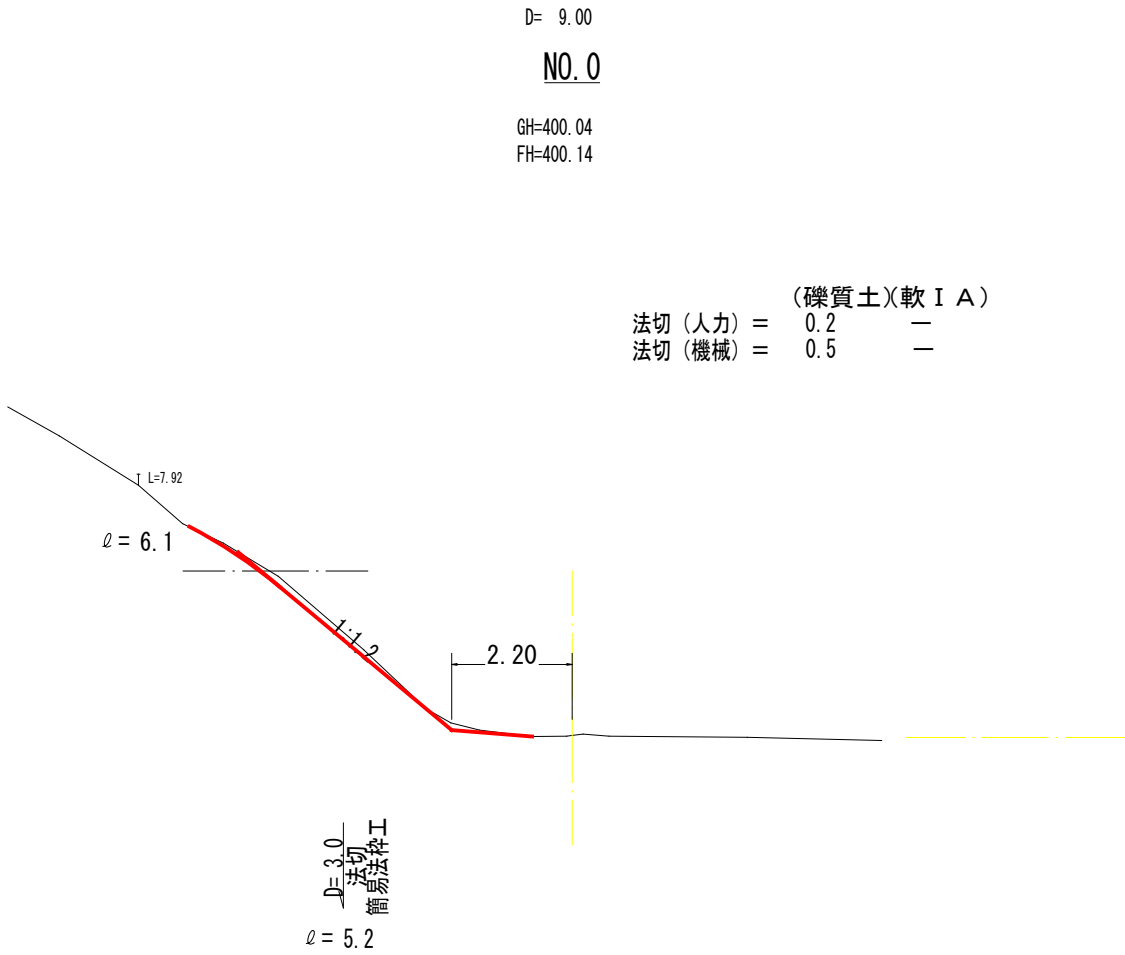 D= 9.00
NO.0
GH=400.04
FH=400.14
(礫質土)(軟ⅠA)
法切(人力)= 0.2 —
法切(機械)= 0.5 —
L=7.92
ℓ= 6.1
1:1.2
2.20
D= 3.0
法切
簡易法枠工
ℓ= 5.2